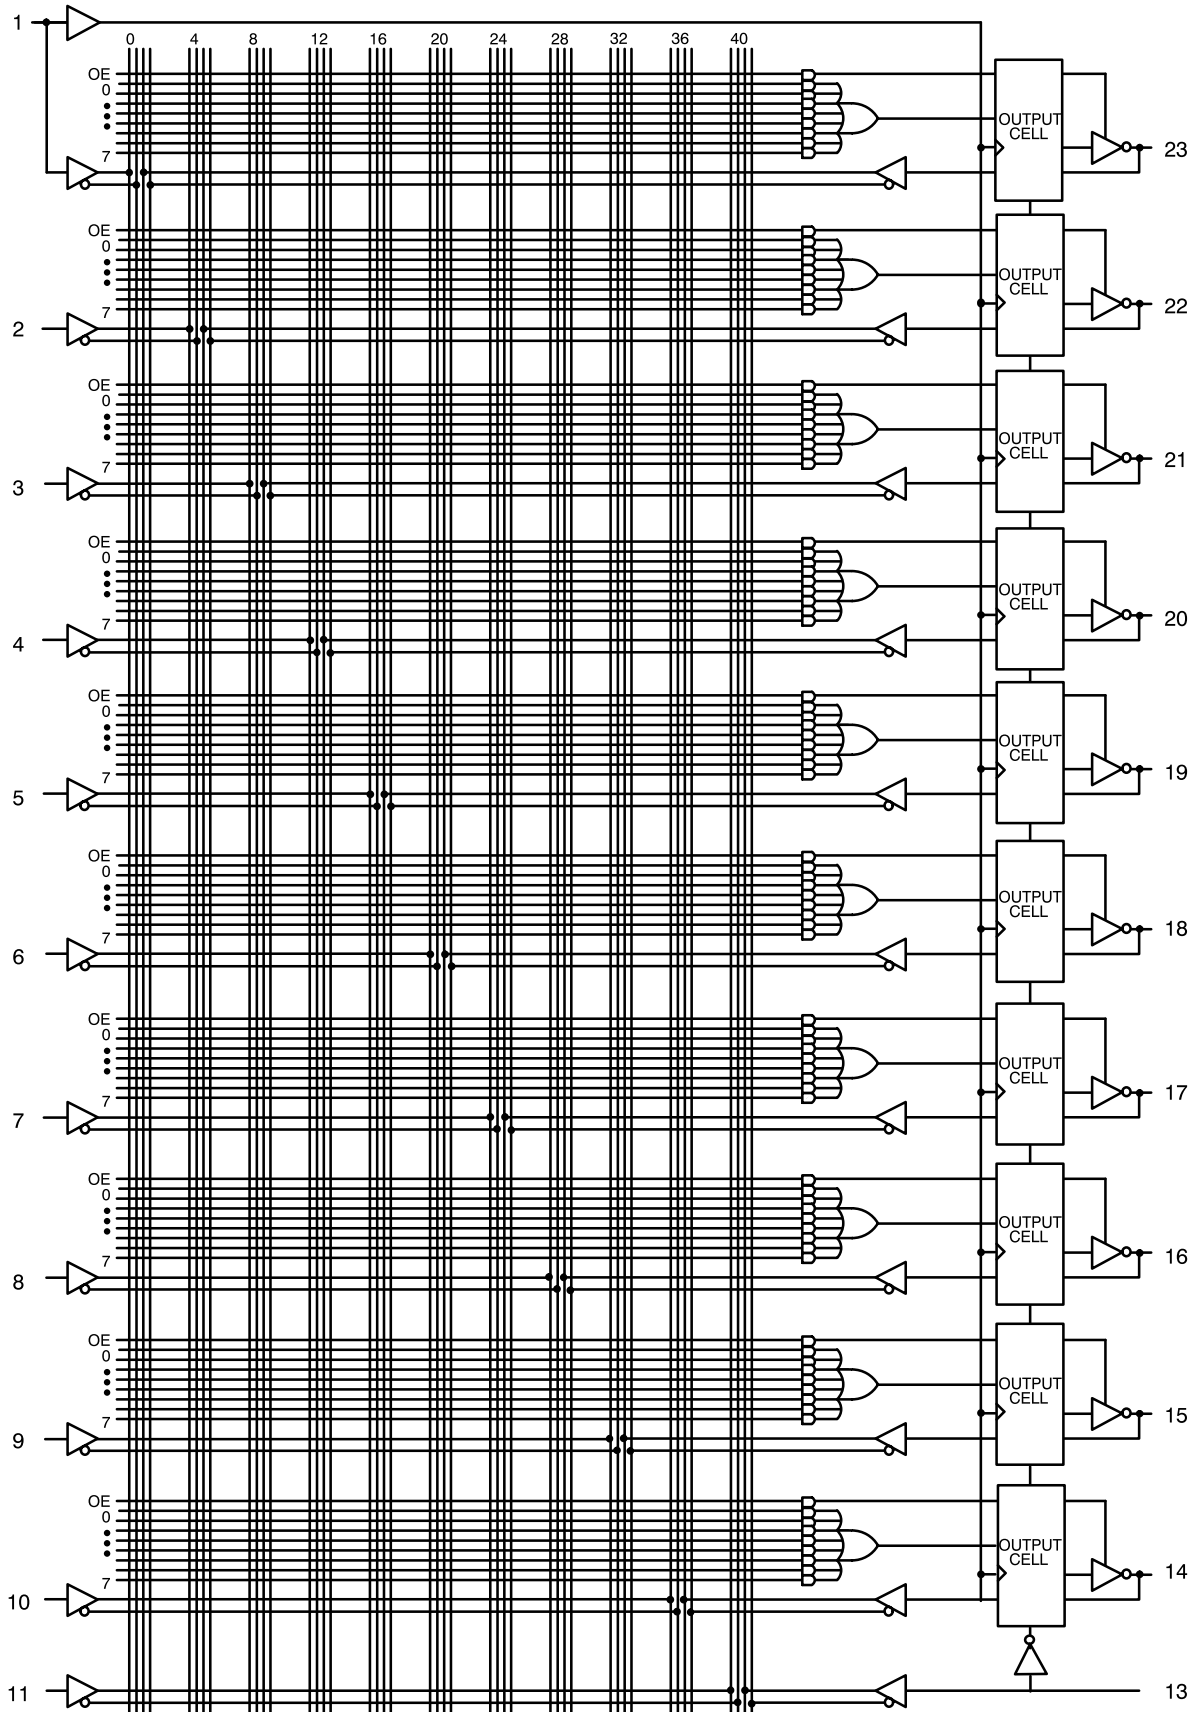 1
0 4 8 12 16 20 24 28 32 36 40
OE
0
7
OUTPUT
CELL
23
OE
0
7
2
OUTPUT
CELL
22
OE
0
7
3
OUTPUT
CELL
21
OE
0
7
4
OUTPUT
CELL
20
OE
0
7
5
OUTPUT
CELL
19
OE
0
7
6
OUTPUT
CELL
18
OE
0
7
7
OUTPUT
CELL
17
OE
0
7
8
OUTPUT
CELL
16
OE
0
7
9
OUTPUT
CELL
15
OE
0
7
10
OUTPUT
CELL
14
11
13